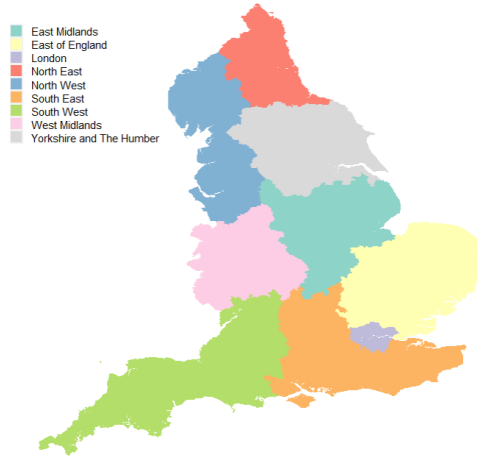 East Midlands
East of England
London
North East
North West
South East
South West
West Midlands
Yorkshire and The Humber